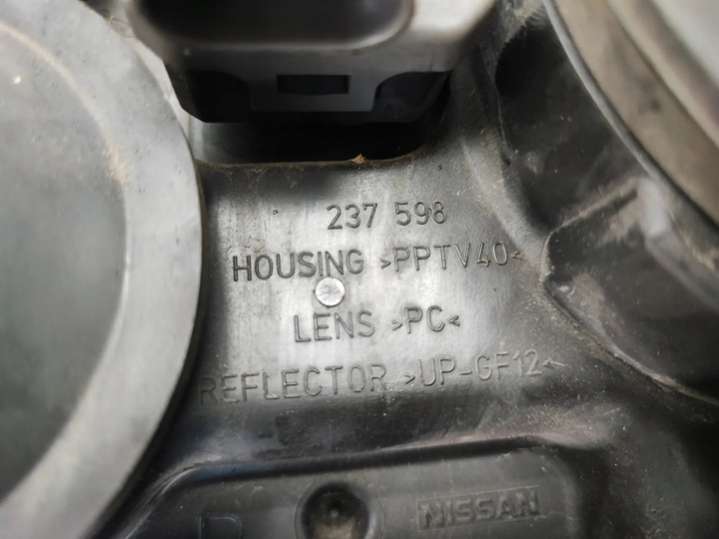 237 598
HOUSING >PPTV40<
LENS >PC<
REFLECTOR >UP-GF12<
NISSAN